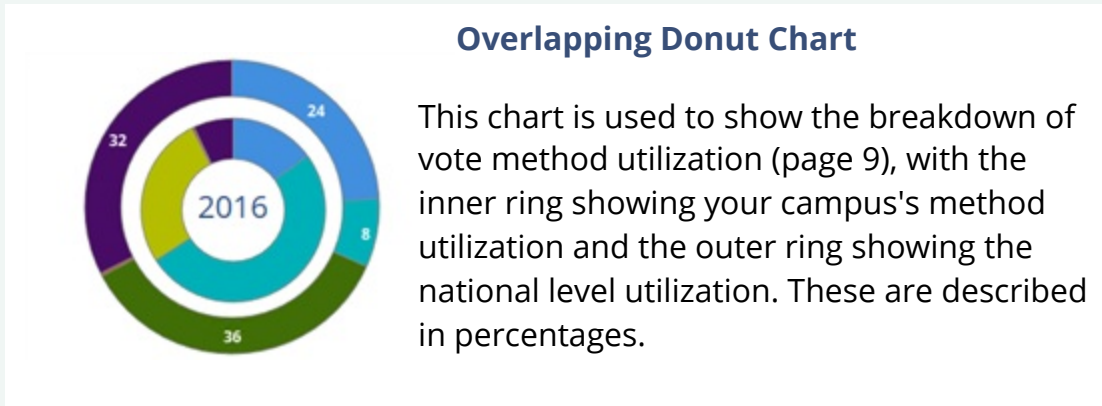 Overlapping Donut Chart
24
32
8
36
2016
This chart is used to show the breakdown of
vote method utilization (page 9), with the
inner ring showing your campus's method
utilization and the outer ring showing the
national level utilization. These are described
in percentages.